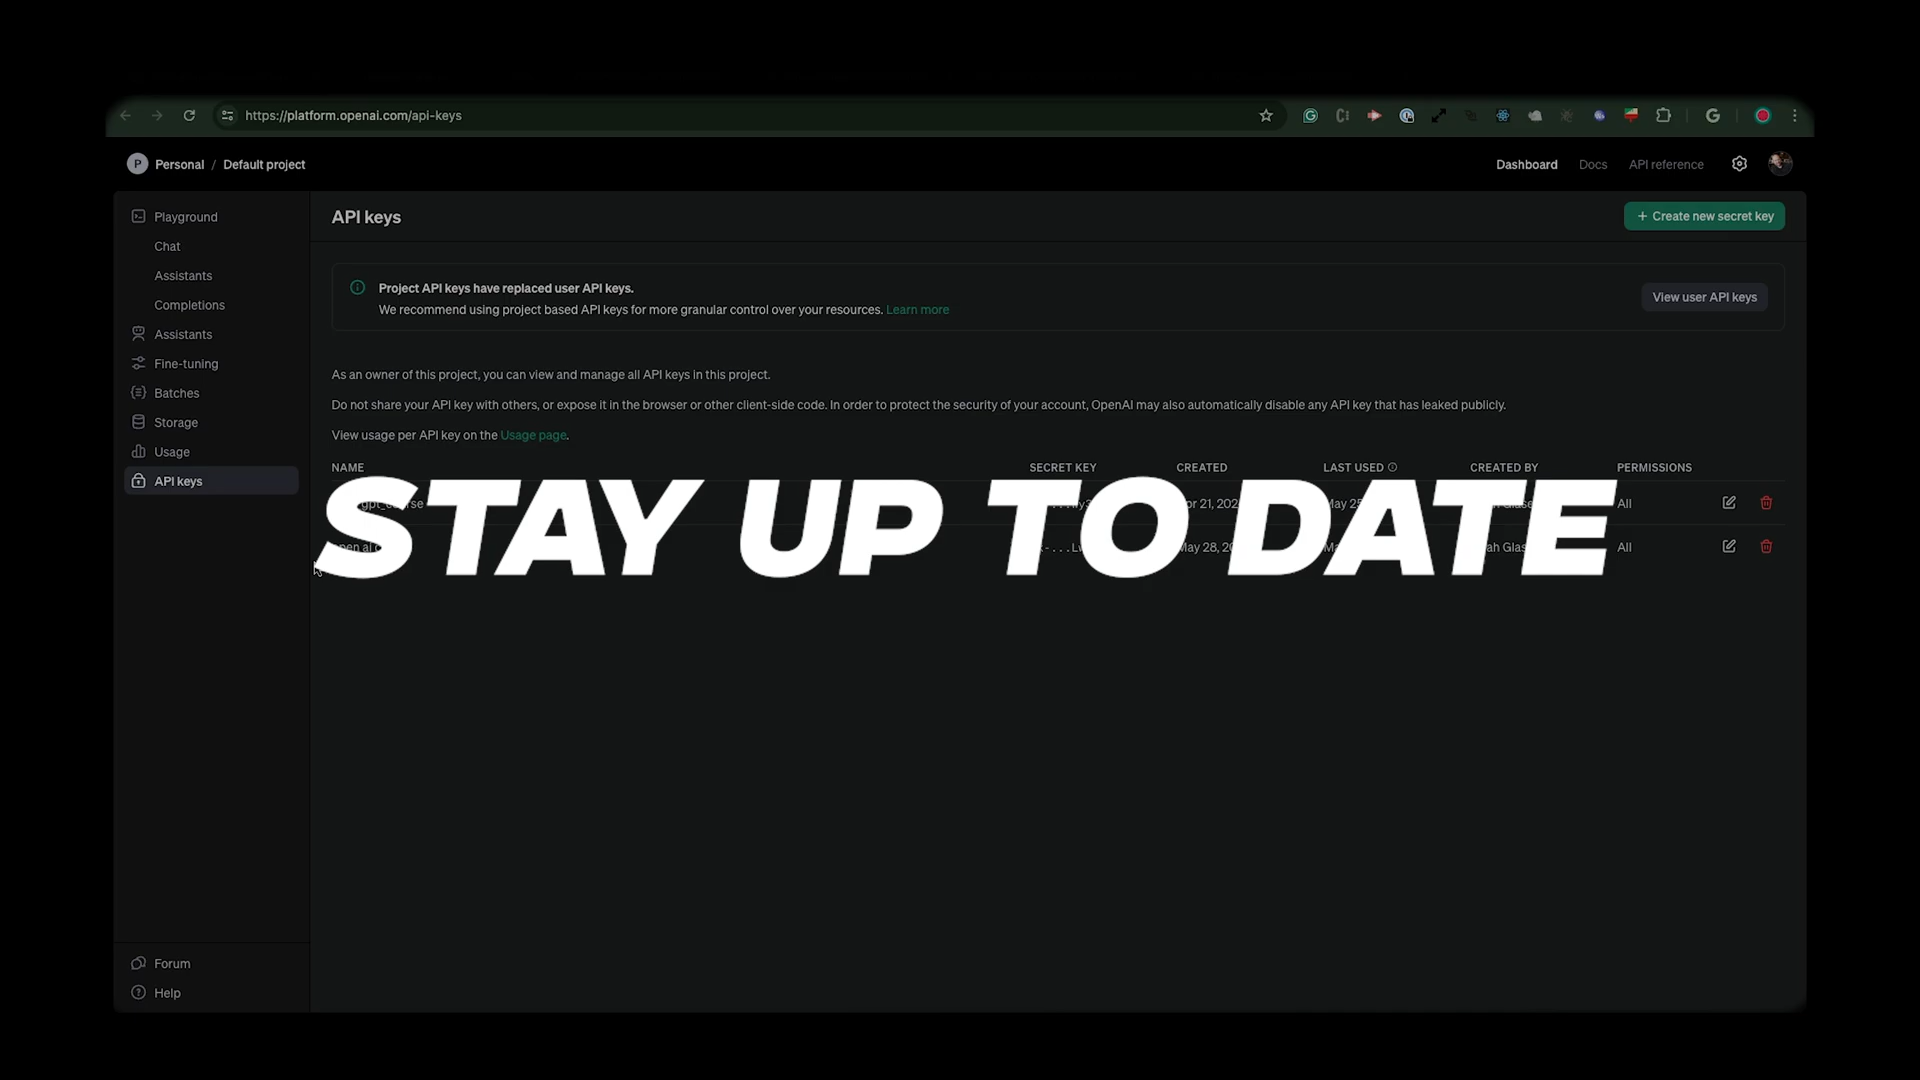 https://platform.openai.com/api-keys
P Personal / Default project
Dashboard
Docs
API reference
Playground
Chat
Assistants
Completions
Assistants
Fine-tuning
Batches
Storage
Usage
API keys
Forum
Help
API keys
+ Create new secret key
Project API keys have replaced user API keys.
We recommend using project based API keys for more granular control over your resources. Learn more
View user API keys
As an owner of this project, you can view and manage all API keys in this project.
Do not share your API key with others, or expose it in the browser or other client-side code. In order to protect the security of your account, OpenAI may also automatically disable any API key that has leaked publicly.
View usage per API key on the Usage page.
NAME SECRET KEY CREATED LAST USED CREATED BY PERMISSIONS
All
All
STAY UP TO DATE